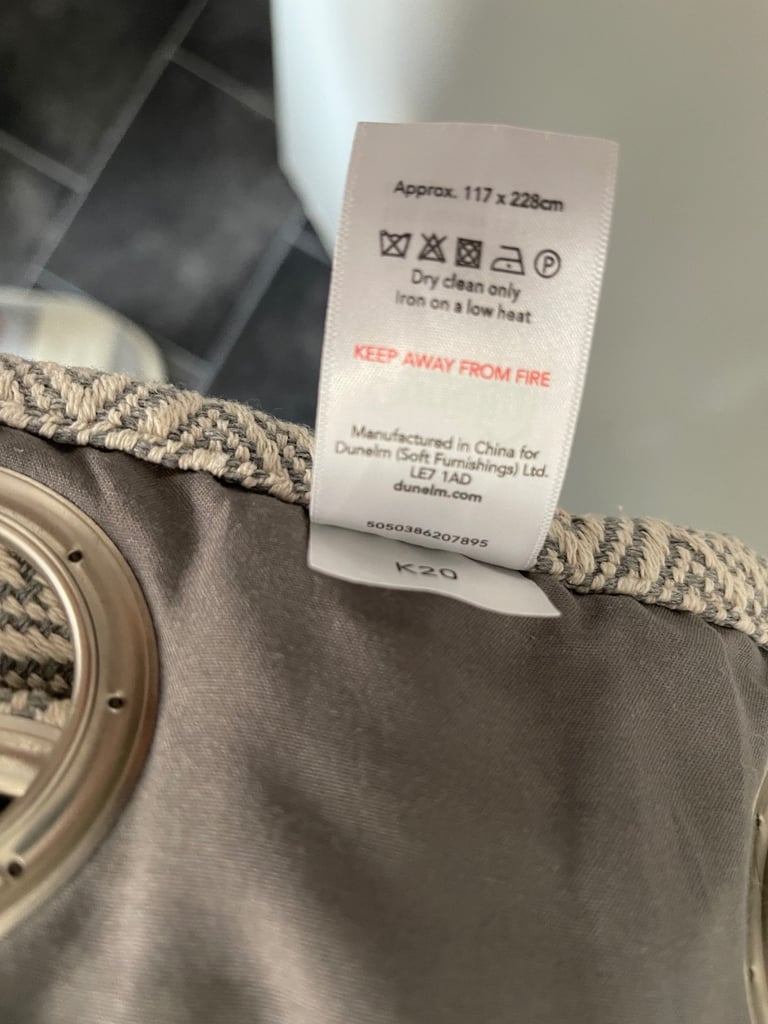 Approx. 117 x 228cm
P
Dry clean only
Iron on a low heat
KEEP AWAY FROM FIRE
Manufactured in China for
Dunelm (Soft Furnishings) Ltd.
LE7 1AD
dunelm.com
5050386207895
K20